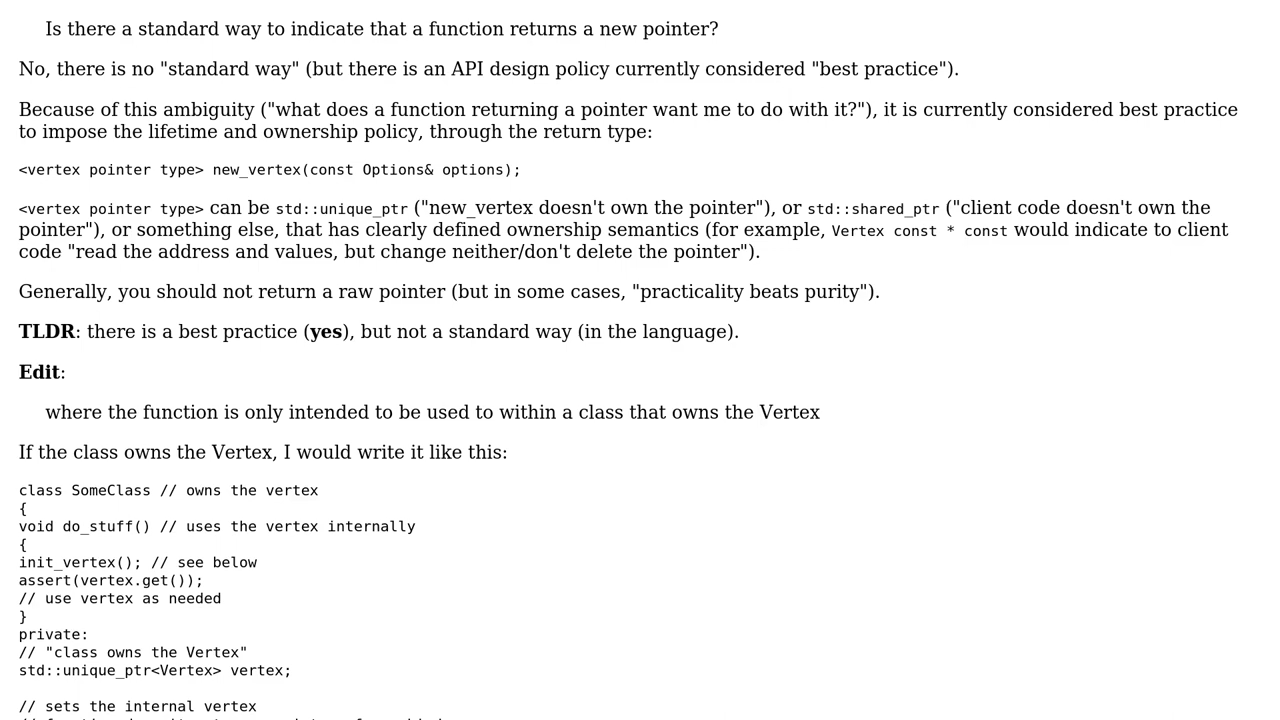 Is there a standard way to indicate that a function returns a new pointer?
No, there is no "standard way" (but there is an API design policy currently considered "best practice").
Because of this ambiguity ("what does a function returning a pointer want me to do with it?"), it is currently considered best practice
to impose the lifetime and ownership policy, through the return type:
<vertex pointer type> new_vertex(const Options& options);
<vertex pointer type> can be std::unique_ptr ("new_vertex doesn't own the pointer"), or std::shared_ptr ("client code doesn't own the
pointer"), or something else, that has clearly defined ownership semantics (for example, Vertex const * const would indicate to client
code "read the address and values, but change neither/don't delete the pointer").
Generally, you should not return a raw pointer (but in some cases, "practicality beats purity").
TLDR: there is a best practice (yes), but not a standard way (in the language).
Edit:
where the function is only intended to be used to within a class that owns the Vertex
If the class owns the Vertex, I would write it like this:
class SomeClass // owns the vertex
{
void do_stuff() // uses the vertex internally
{
init_vertex(); // see below
assert(vertex.get());
// use vertex as needed
}
private:
// "class owns the Vertex"
std::unique_ptr<Vertex> vertex;
// sets the internal vertex